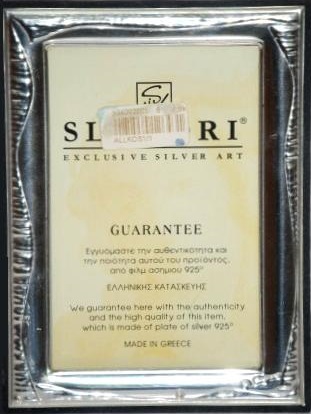 EXCLUSIVE SILVER ART
GUARANTEE
Εγγυόμαστε την αυθεντικότητα και
την ποιότητα αυτού του προϊόντος,
από φιλμ ασημιού 925°
ΕΛΛΗΝΙΚΗΣ ΚΑΤΑΣΚΕΥΗΣ
We guarantee here with the authenticity
and the high quality of this item,
which is made of plate of silver 925°
MADE IN GREECE